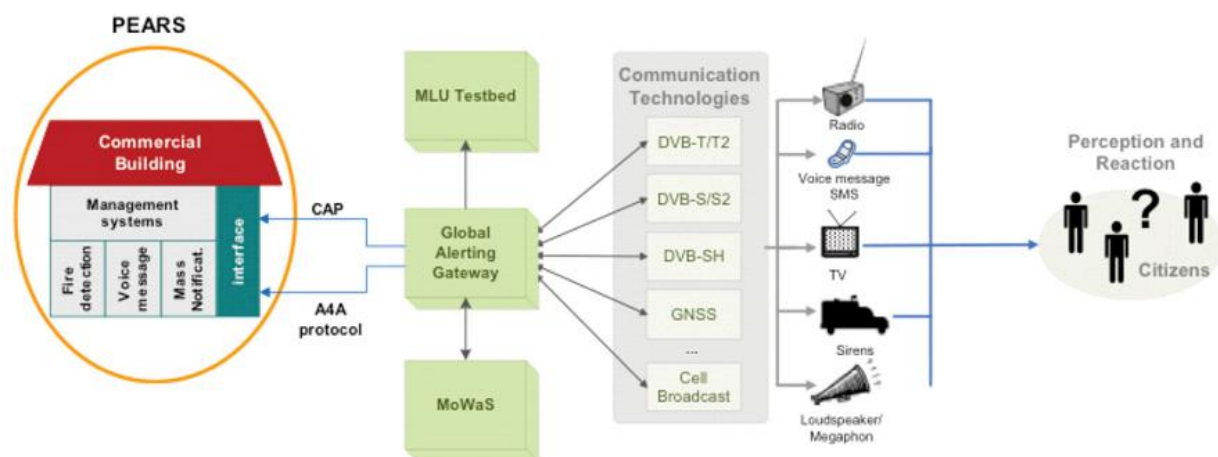 PEARS
Commercial
Building
Management
systems
Fire
detection
Voice
message
Mass
Notificat.
interface
CAP
A4A
protocol
MLU Testbed
Global
Alerting
Gateway
MoWaS
Communication
Technologies
DVB-T/T2
DVB-S/S2
DVB-SH
GNSS
...
Cell
Broadcast
Radio
Voice message
SMS
TV
Sirens
Loudspeaker/
Megaphon
Perception and
Reaction
?
Citizens